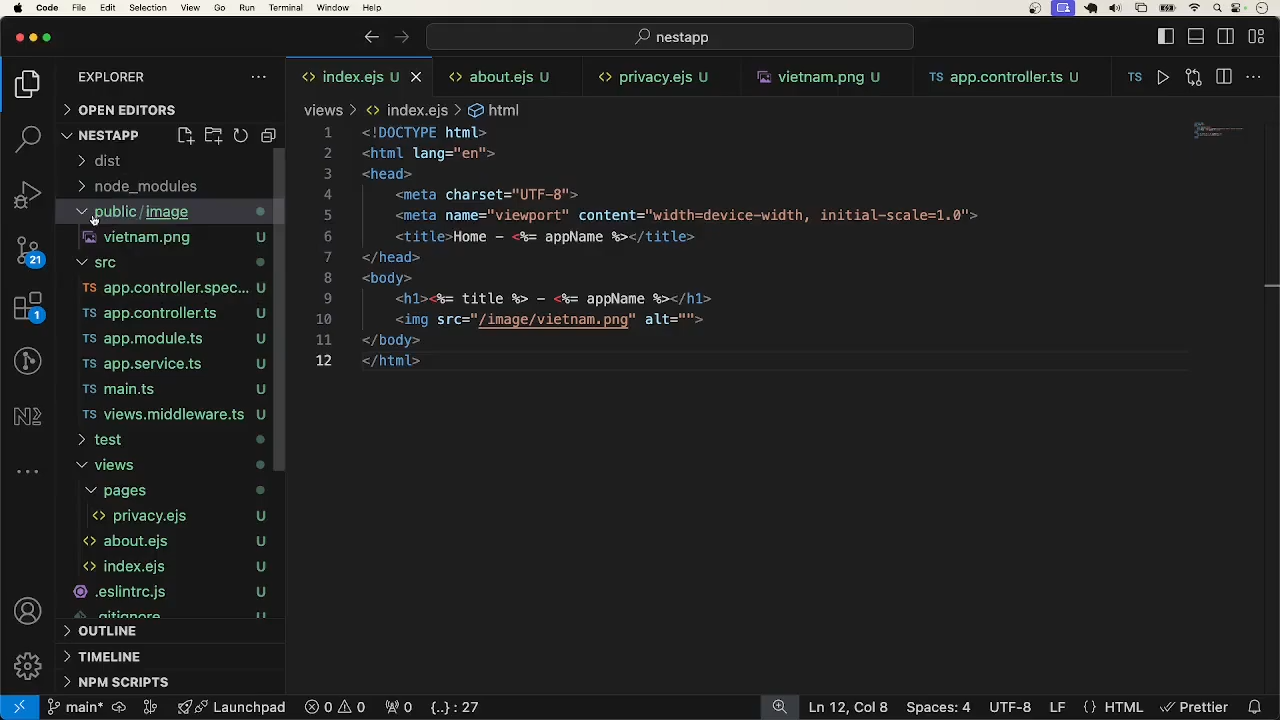 Code File Edit Selection View Go Run Terminal Window Help
nestapp
EXPLORER
OPEN EDITORS
NESTAPP
dist
node_modules
public/image
vietnam.png U
src
app.controller.spec... U
app.controller.ts U
app.module.ts U
app.service.ts U
main.ts U
views.middleware.ts U
test
views
pages
privacy.ejs U
about.ejs U
index.ejs U
.eslintrc.js U
.gitignore U
OUTLINE
TIMELINE
NPM SCRIPTS
21
1
index.ejs U about.ejs U privacy.ejs U vietnam.png U TS app.controller.ts U TS
views > index.ejs > html
1 <!DOCTYPE html>
2 <html lang="en">
3 <head>
4 <meta charset="UTF-8">
5 <meta name="viewport" content="width=device-width, initial-scale=1.0">
6 <title>Home - <%= appName %></title>
7 </head>
8 <body>
9 <h1><%= title %> - <%= appName %></h1>
10 <img src="/image/vietnam.png" alt="">
11 </body>
12 </html>
main* Launchpad 0 0 0 {..}: 27 Ln 12, Col 8 Spaces: 4 UTF-8 LF {} HTML Prettier